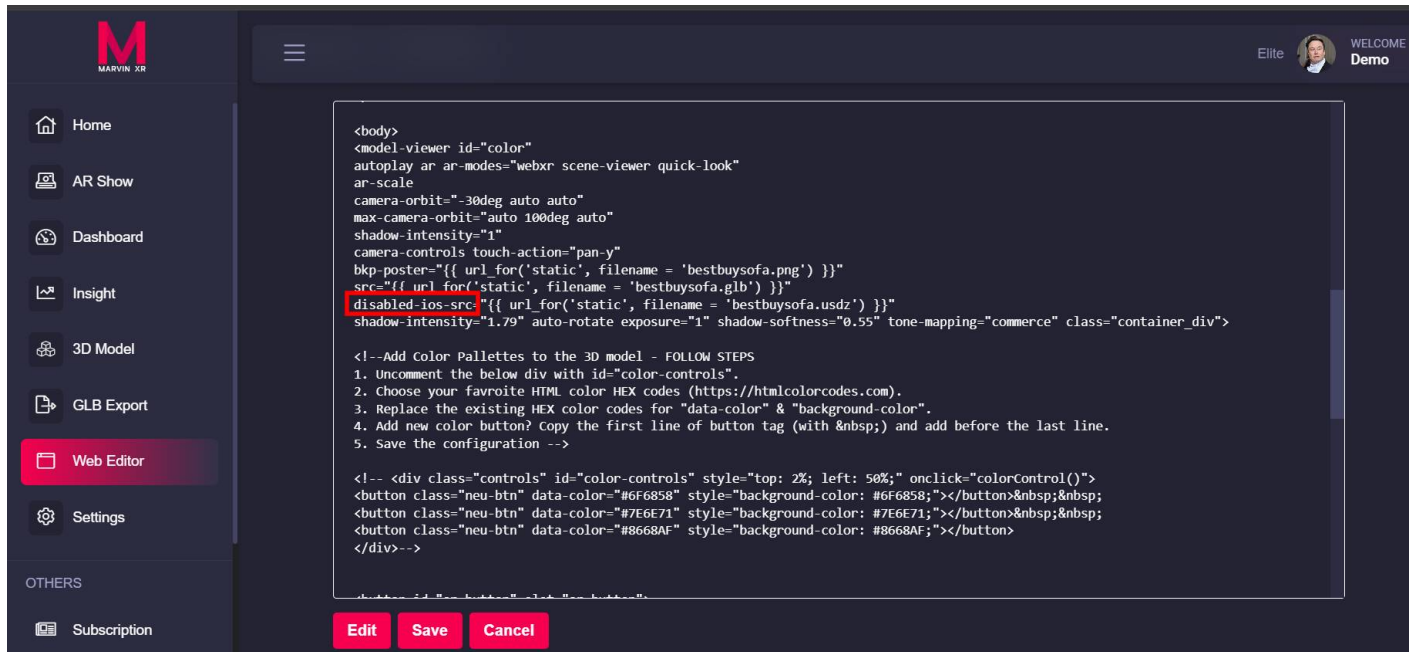 M
MARVIN XR
Home
AR Show
Dashboard
Insight
3D Model
GLB Export
Web Editor
Settings
OTHERS
Subscription
Elite
WELCOME
Demo
<body>
<model-viewer id="color"
autoplay ar ar-modes="webxr scene-viewer quick-look"
ar-scale
camera-orbit="-30deg auto auto"
max-camera-orbit="auto 100deg auto"
shadow-intensity="1"
camera-controls touch-action="pan-y"
bkp-poster="{{ url_for('static', filename = 'bestbuysofa.png') }}"
src="{{ url_for('static', filename = 'bestbuysofa.glb') }}"
disabled-ios-src="{{ url_for('static', filename = 'bestbuysofa.usdz') }}"
shadow-intensity="1.79" auto-rotate exposure="1" shadow-softness="0.55" tone-mapping="commerce" class="container_div">
<!--Add Color Pallettes to the 3D model - FOLLOW STEPS
1. Uncomment the below div with id="color-controls".
2. Choose your favroite HTML color HEX codes (https://htmlcolorcodes.com).
3. Replace the existing HEX color codes for "data-color" & "background-color".
4. Add new color button? Copy the first line of button tag (with &nbsp;) and add before the last line.
5. Save the configuration -->
<!-- <div class="controls" id="color-controls" style="top: 2%; left: 50%;" onclick="colorControl()">
<button class="neu-btn" data-color="#6F6858" style="background-color: #6F6858;"></button>&nbsp;&nbsp;
<button class="neu-btn" data-color="#7E6E71" style="background-color: #7E6E71;"></button>&nbsp;&nbsp;
<button class="neu-btn" data-color="#8668AF" style="background-color: #8668AF;"></button>
</div>-->
Edit
Save
Cancel